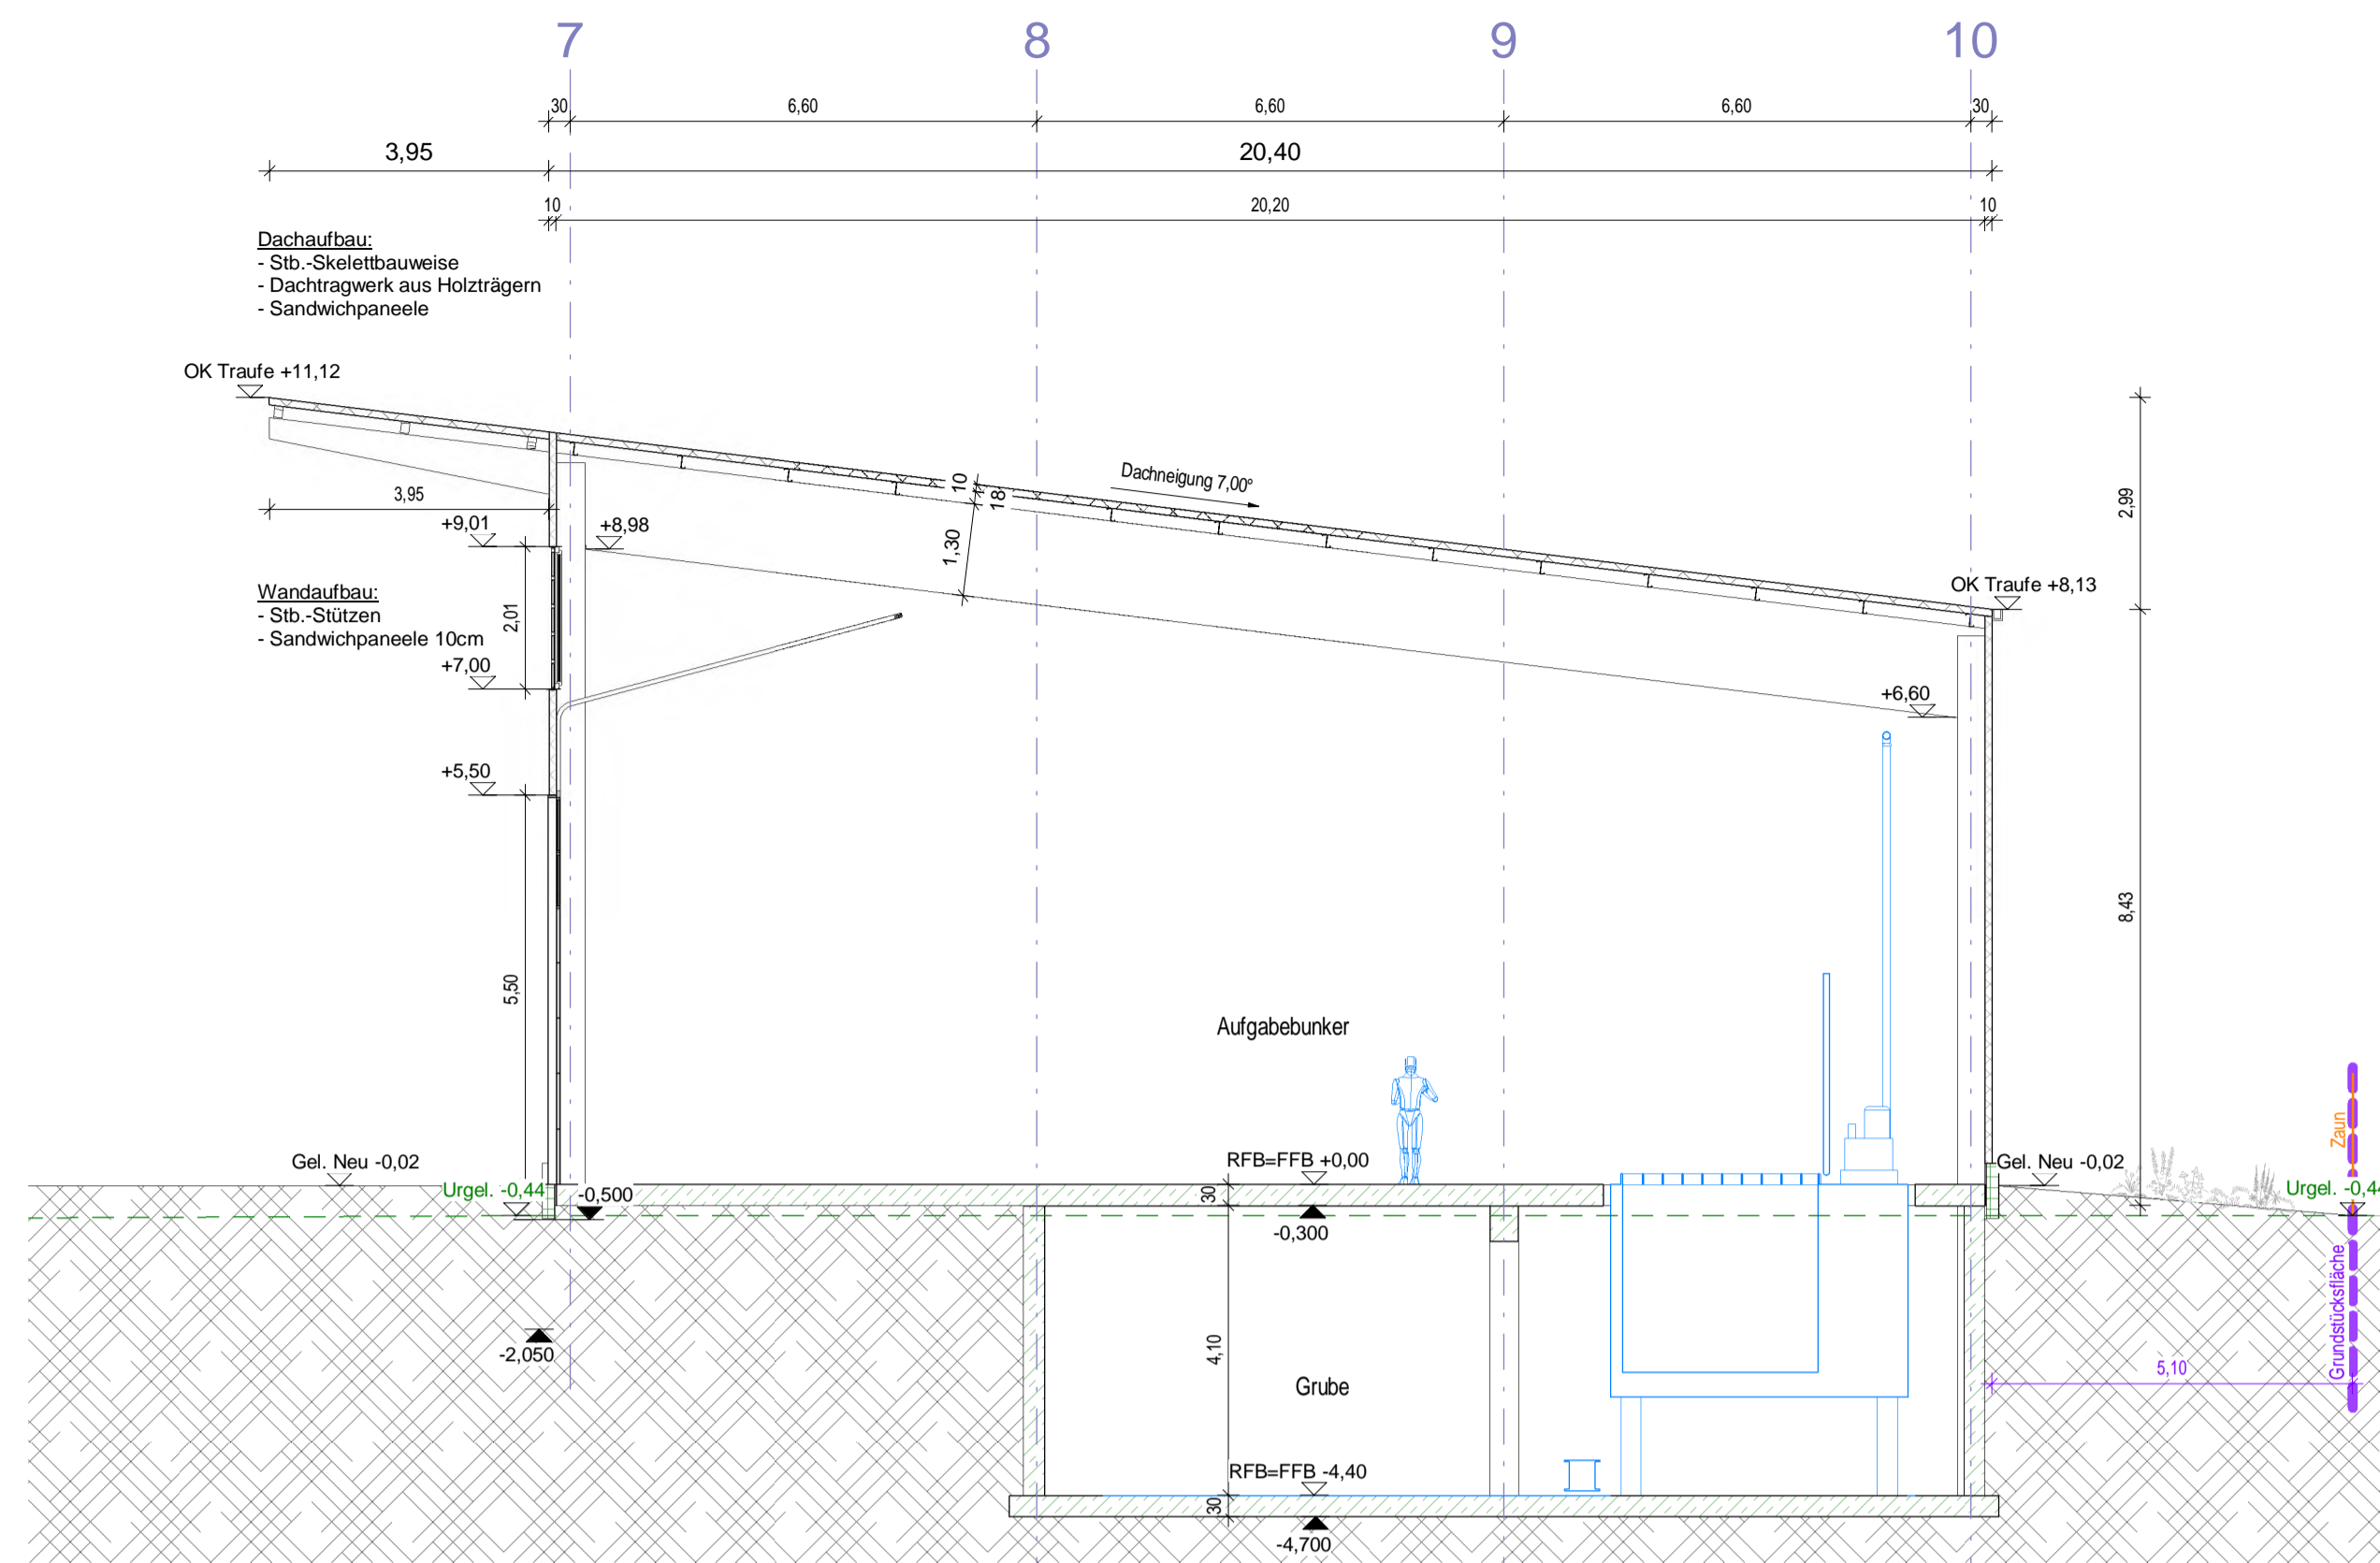 7 8 9 10
30 6,60 6,60 6,60 30
3,95 20,40
10 20,20 10
Dachaufbau:
- Stb.-Skelettbauweise
- Dachtragwerk aus Holzträgern
- Sandwichpaneele
OK Traufe +11,12
Dachneigung 7,00°
10
18
3,95
2,99
+9,01
+8,98
1,30
OK Traufe +8,13
Wandaufbau:
- Stb.-Stützen
- Sandwichpaneele 10cm
2,01
+7,00
+6,60
+5,50
8,43
5,50
Aufgabebunker
Zaun
Gel. Neu -0,02
RFB=FFB +0,00
Gel. Neu -0,02
Urgel. -0,44
-0,500
30
Urgel. -0,44
-0,300
Grundstücksfläche
-2,050
4,10
5,10
Grube
RFB=FFB -4,40
30
-4,700